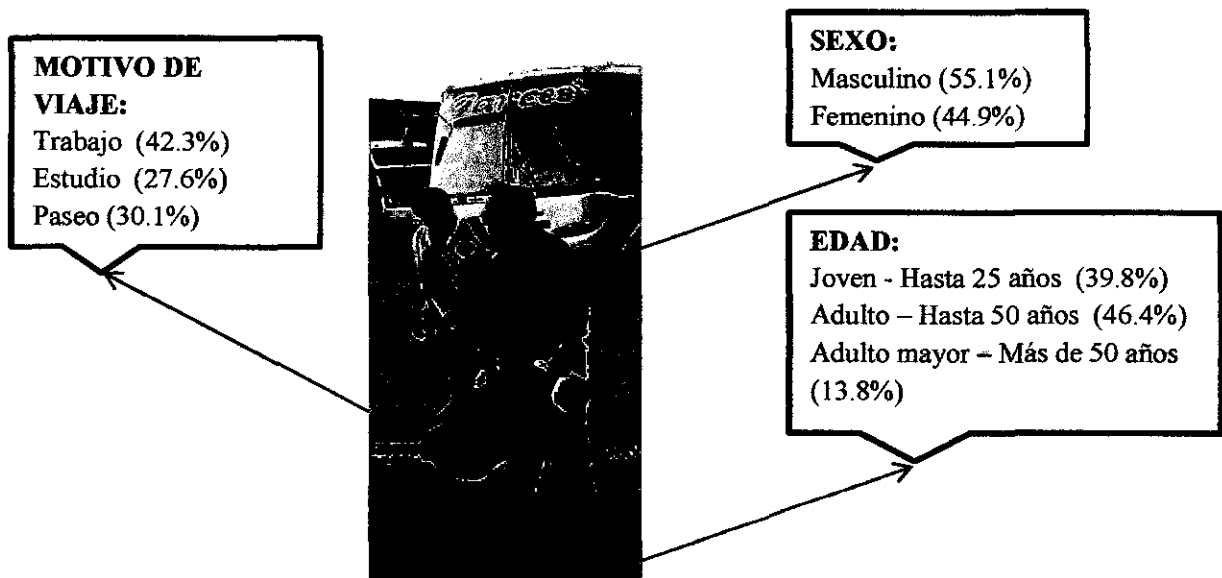 MOTIVO DE
VIAJE:
Trabajo (42.3%)
Estudio (27.6%)
Paseo (30.1%)
SEXO:
Masculino (55.1%)
Femenino (44.9%)
EDAD:
Joven - Hasta 25 años (39.8%)
Adulto – Hasta 50 años (46.4%)
Adulto mayor – Más de 50 años
(13.8%)